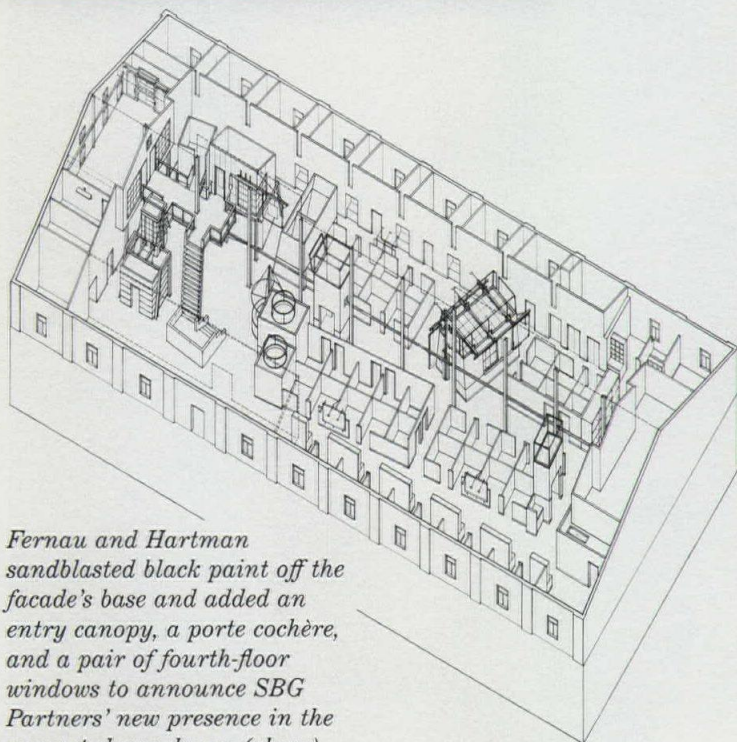 Fernau and Hartman
sandblasted black paint off the
facade's base and added an
entry canopy, a porte cochère,
and a pair of fourth-floor
windows to announce SBG
Partners' new presence in the